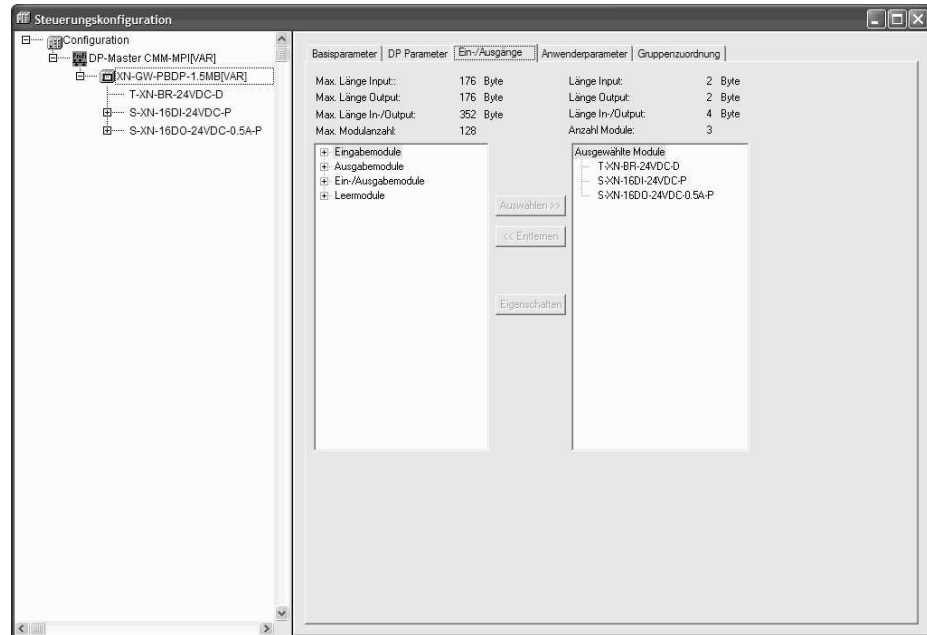 Steuerungskonfiguration
Configuration
DP-Master CMM-MPI[VAR]
XN-GW-PBDP-1.5MB[VAR]
T-XN-BR-24VDC-D
S-XN-16DI-24VDC-P
S-XN-16DO-24VDC-0.5A-P
Basisparameter DP Parameter Ein-/Ausgänge Anwenderparameter Gruppenzuordnung
Max. Länge Input:: 176 Byte Länge Input: 2 Byte
Max. Länge Output: 176 Byte Länge Output: 2 Byte
Max. Länge In-/Output: 352 Byte Länge In-/Output: 4 Byte
Max. Modulanzahl: 128 Anzahl Module: 3
Eingabemodule
Ausgabemodule
Ein-/Ausgabemodule
Leermodule
Auswählen >>
<< Entfernen
Eigenschaften
Ausgewählte Module
T-XN-BR-24VDC-D
S-XN-16DI-24VDC-P
S-XN-16DO-24VDC-0.5A-P